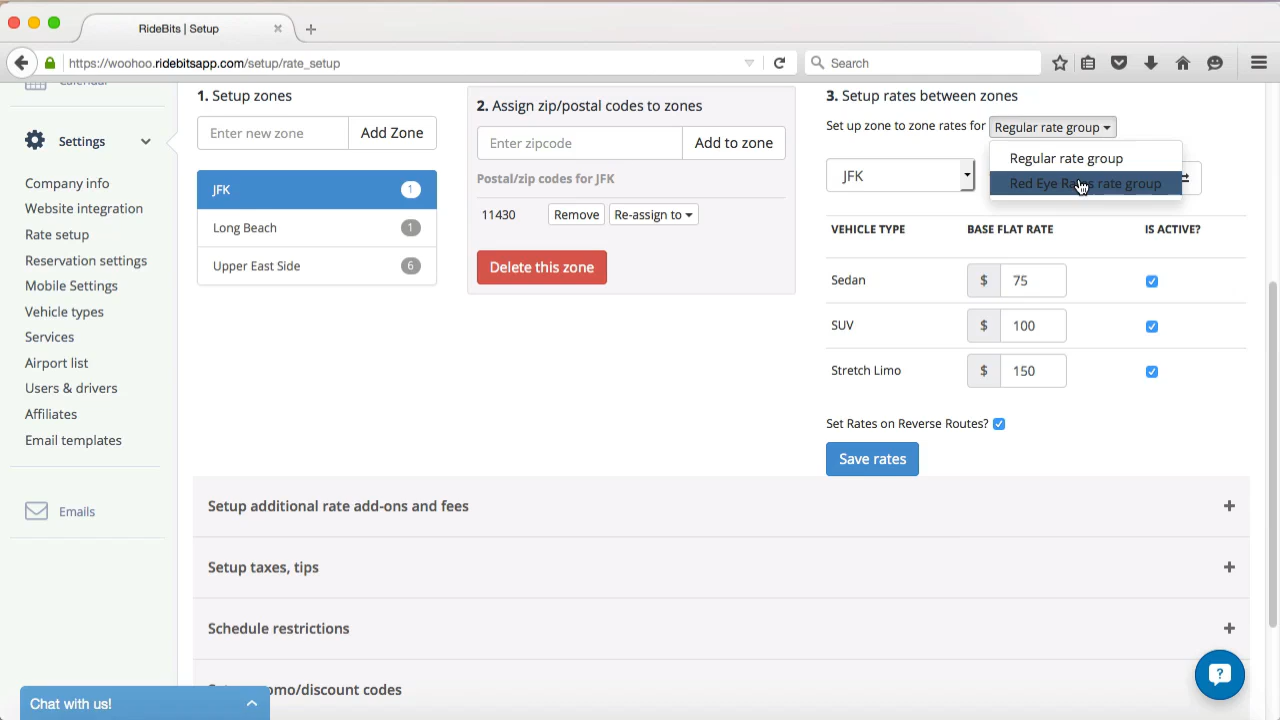 RideBits | Setup
https://woohoo.ridebitsapp.com/setup/rate_setup
Search
Calendar
Settings
Company info
Website integration
Rate setup
Reservation settings
Mobile Settings
Vehicle types
Services
Airport list
Users & drivers
Affiliates
Email templates
Emails
1. Setup zones
Enter new zone
Add Zone
JFK 1
Long Beach 1
Upper East Side 6
2. Assign zip/postal codes to zones
Enter zipcode
Add to zone
Postal/zip codes for JFK
11430
Remove
Re-assign to
Delete this zone
3. Setup rates between zones
Set up zone to zone rates for Regular rate group
Regular rate group
Red Eye Rates rate group
JFK
VEHICLE TYPE BASE FLAT RATE IS ACTIVE?
Sedan $ 75
SUV $ 100
Stretch Limo $ 150
Set Rates on Reverse Routes?
Save rates
Setup additional rate add-ons and fees
Setup taxes, tips
Schedule restrictions
promo/discount codes
Chat with us!